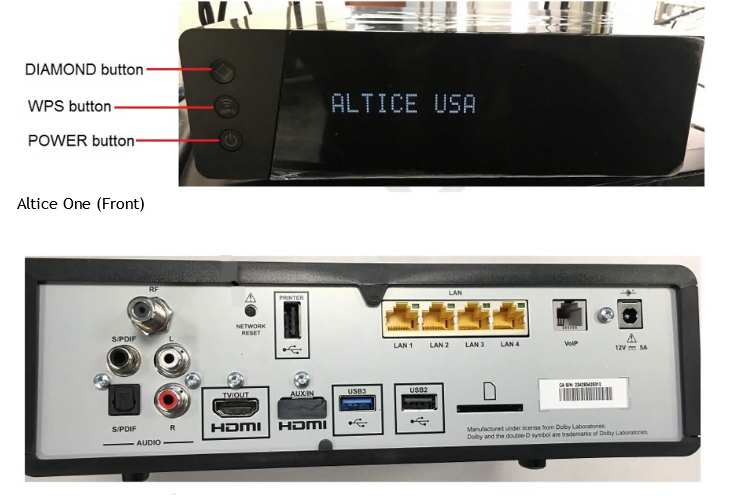 DIAMOND button
WPS button
WPS
POWER button
ALTICE USA
Altice One (Front)
RF
NETWORK
RESET
PRINTER
LAN
LAN 1 LAN 2 LAN 3 LAN 4
VoIP
12V 5A
S/PDIF L
S/PDIF R
AUDIO
TV/OUT
HDMI
AUX/IN
HDMI
USB3
USB2
Manufactured under license from Dolby Laboratories.
Dolby and the double-D symbol are trademarks of Dolby Laboratories.